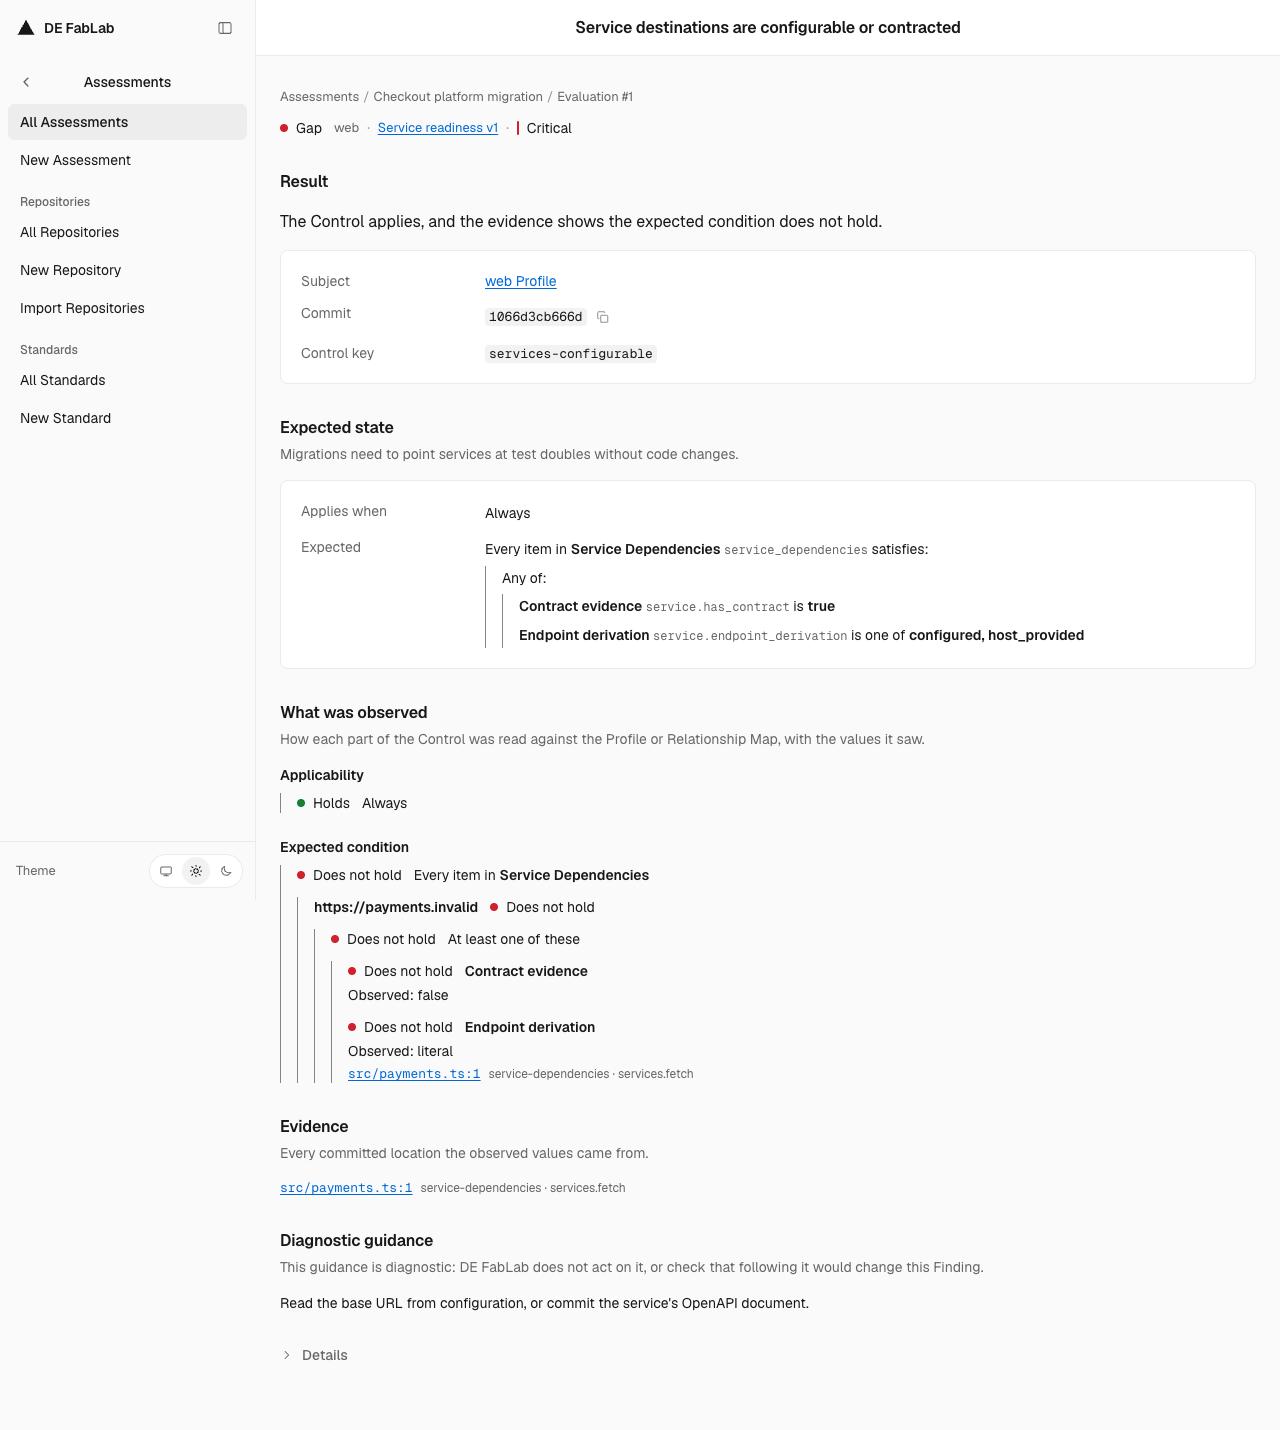 DE FabLab
Assessments
All Assessments
New Assessment
Repositories
All Repositories
New Repository
Import Repositories
Standards
All Standards
New Standard
Theme
Service destinations are configurable or contracted
Assessments / Checkout platform migration / Evaluation #1
Gap web · Service readiness v1 · Critical
Result
The Control applies, and the evidence shows the expected condition does not hold.
Subject web Profile
Commit 1066d3cb666d
Control key services-configurable
Expected state
Migrations need to point services at test doubles without code changes.
Applies when Always
Expected Every item in Service Dependencies service_dependencies satisfies:
Any of:
Contract evidence service.has_contract is true
Endpoint derivation service.endpoint_derivation is one of configured, host_provided
What was observed
How each part of the Control was read against the Profile or Relationship Map, with the values it saw.
Applicability
Holds Always
Expected condition
Does not hold Every item in Service Dependencies
https://payments.invalid Does not hold
Does not hold At least one of these
Does not hold Contract evidence
Observed: false
Does not hold Endpoint derivation
Observed: literal
src/payments.ts:1 service-dependencies · services.fetch
Evidence
Every committed location the observed values came from.
src/payments.ts:1 service-dependencies · services.fetch
Diagnostic guidance
This guidance is diagnostic: DE FabLab does not act on it, or check that following it would change this Finding.
Read the base URL from configuration, or commit the service's OpenAPI document.
Details